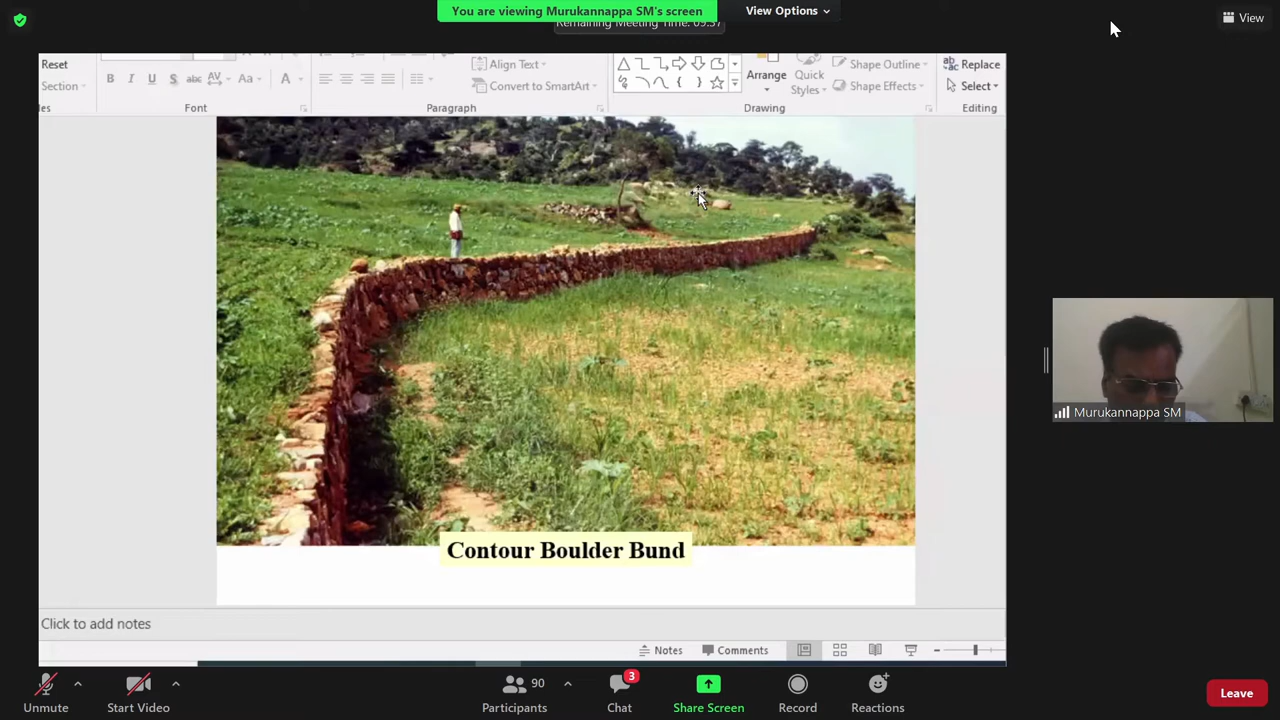 You are viewing Murukannappa SM's screen
View Options
Remaining Meeting Time: 09:37
View
Reset
Section
B I U S abc AV Aa A
Align Text
Convert to SmartArt
Arrange
Quick
Styles
Shape Outline
Shape Effects
Replace
Select
les
Font
Paragraph
Drawing
Editing
Murukannappa SM
Contour Boulder Bund
Click to add notes
Notes
Comments
Unmute
Start Video
90
Participants
3
Chat
Share Screen
Record
Reactions
Leave